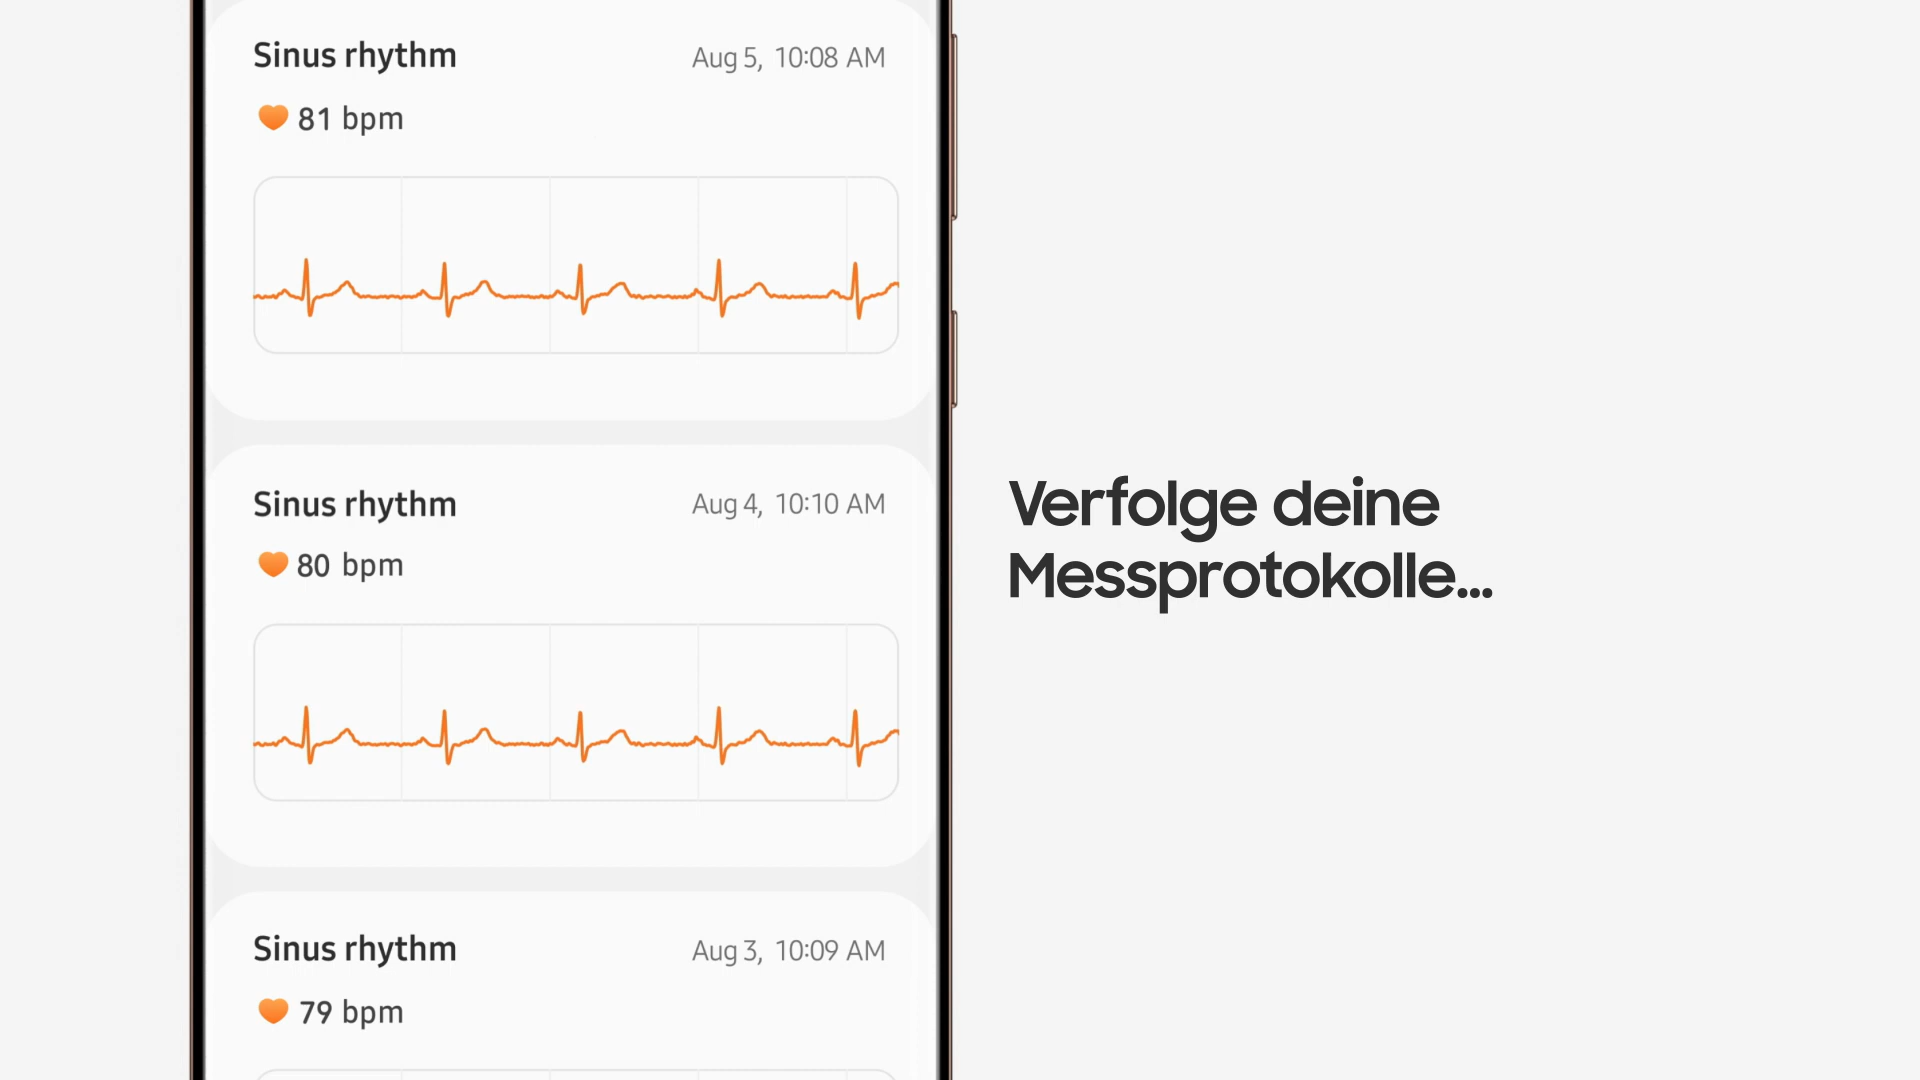 Sinus rhythm Aug 5, 10:08 AM
81 bpm
Sinus rhythm Aug 4, 10:10 AM
80 bpm
Sinus rhythm Aug 3, 10:09 AM
79 bpm
Verfolge deine
Messprotokolle...